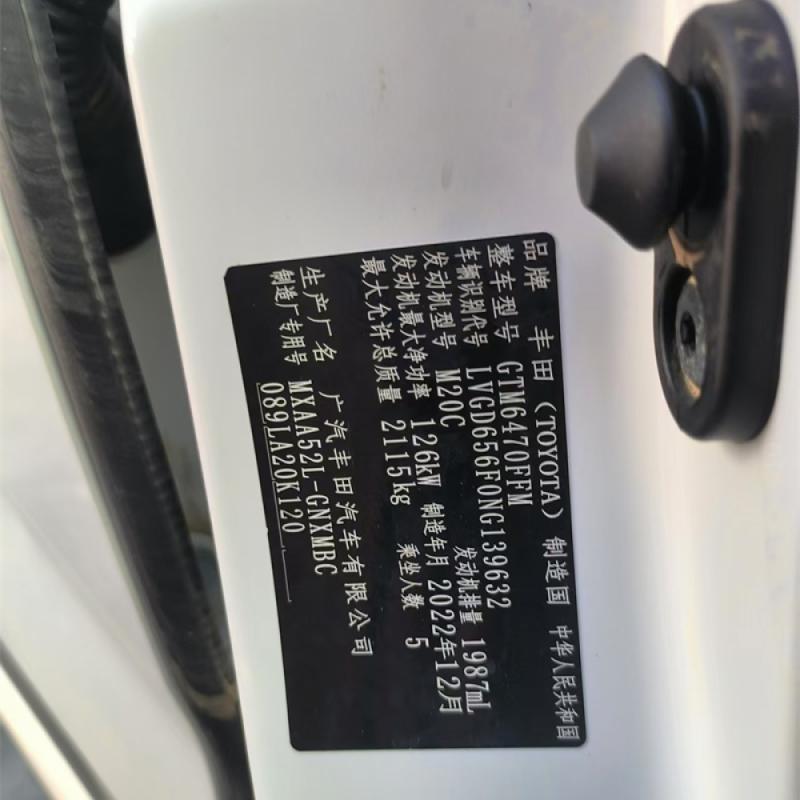 品牌 丰田(TOYOTA) 制造国 中华人民共和国
整车型号 GTM6470FFM
车辆识别代号 LVGD656F0NG139632
发动机型号 M20C 发动机排量 1987mL
发动机最大净功率 126kW 制造年月 2022年12月
最大允许总质量 2115kg 乘坐人数 5
生产厂名 广汽丰田汽车有限公司
制造厂专用号 MXAA52L-GNXMBC
089LA20K120